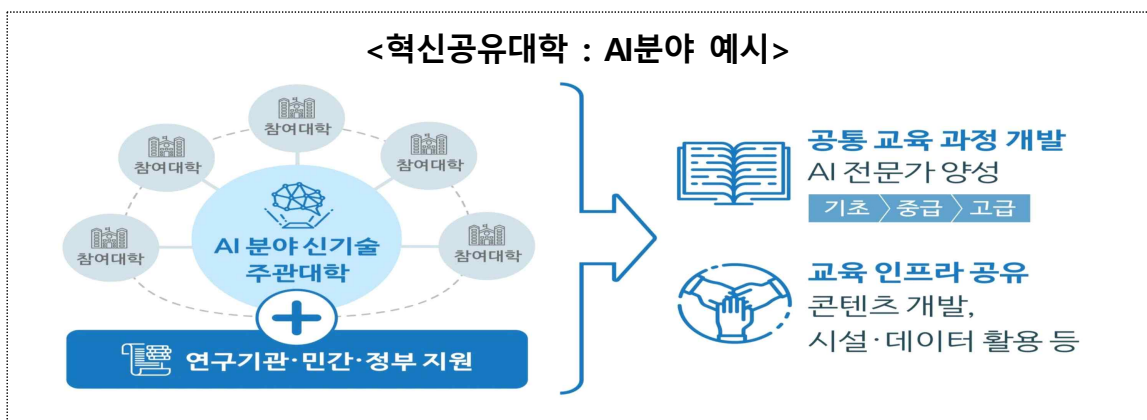 <혁신공유대학 : AI분야 예시>
참여대학
참여대학
참여대학
참여대학
참여대학
AI 분야 신기술
주관대학
연구기관·민간·정부 지원
공통 교육 과정 개발
AI 전문가 양성
기초 〉 중급 〉 고급
교육 인프라 공유
콘텐츠 개발,
시설·데이터 활용 등